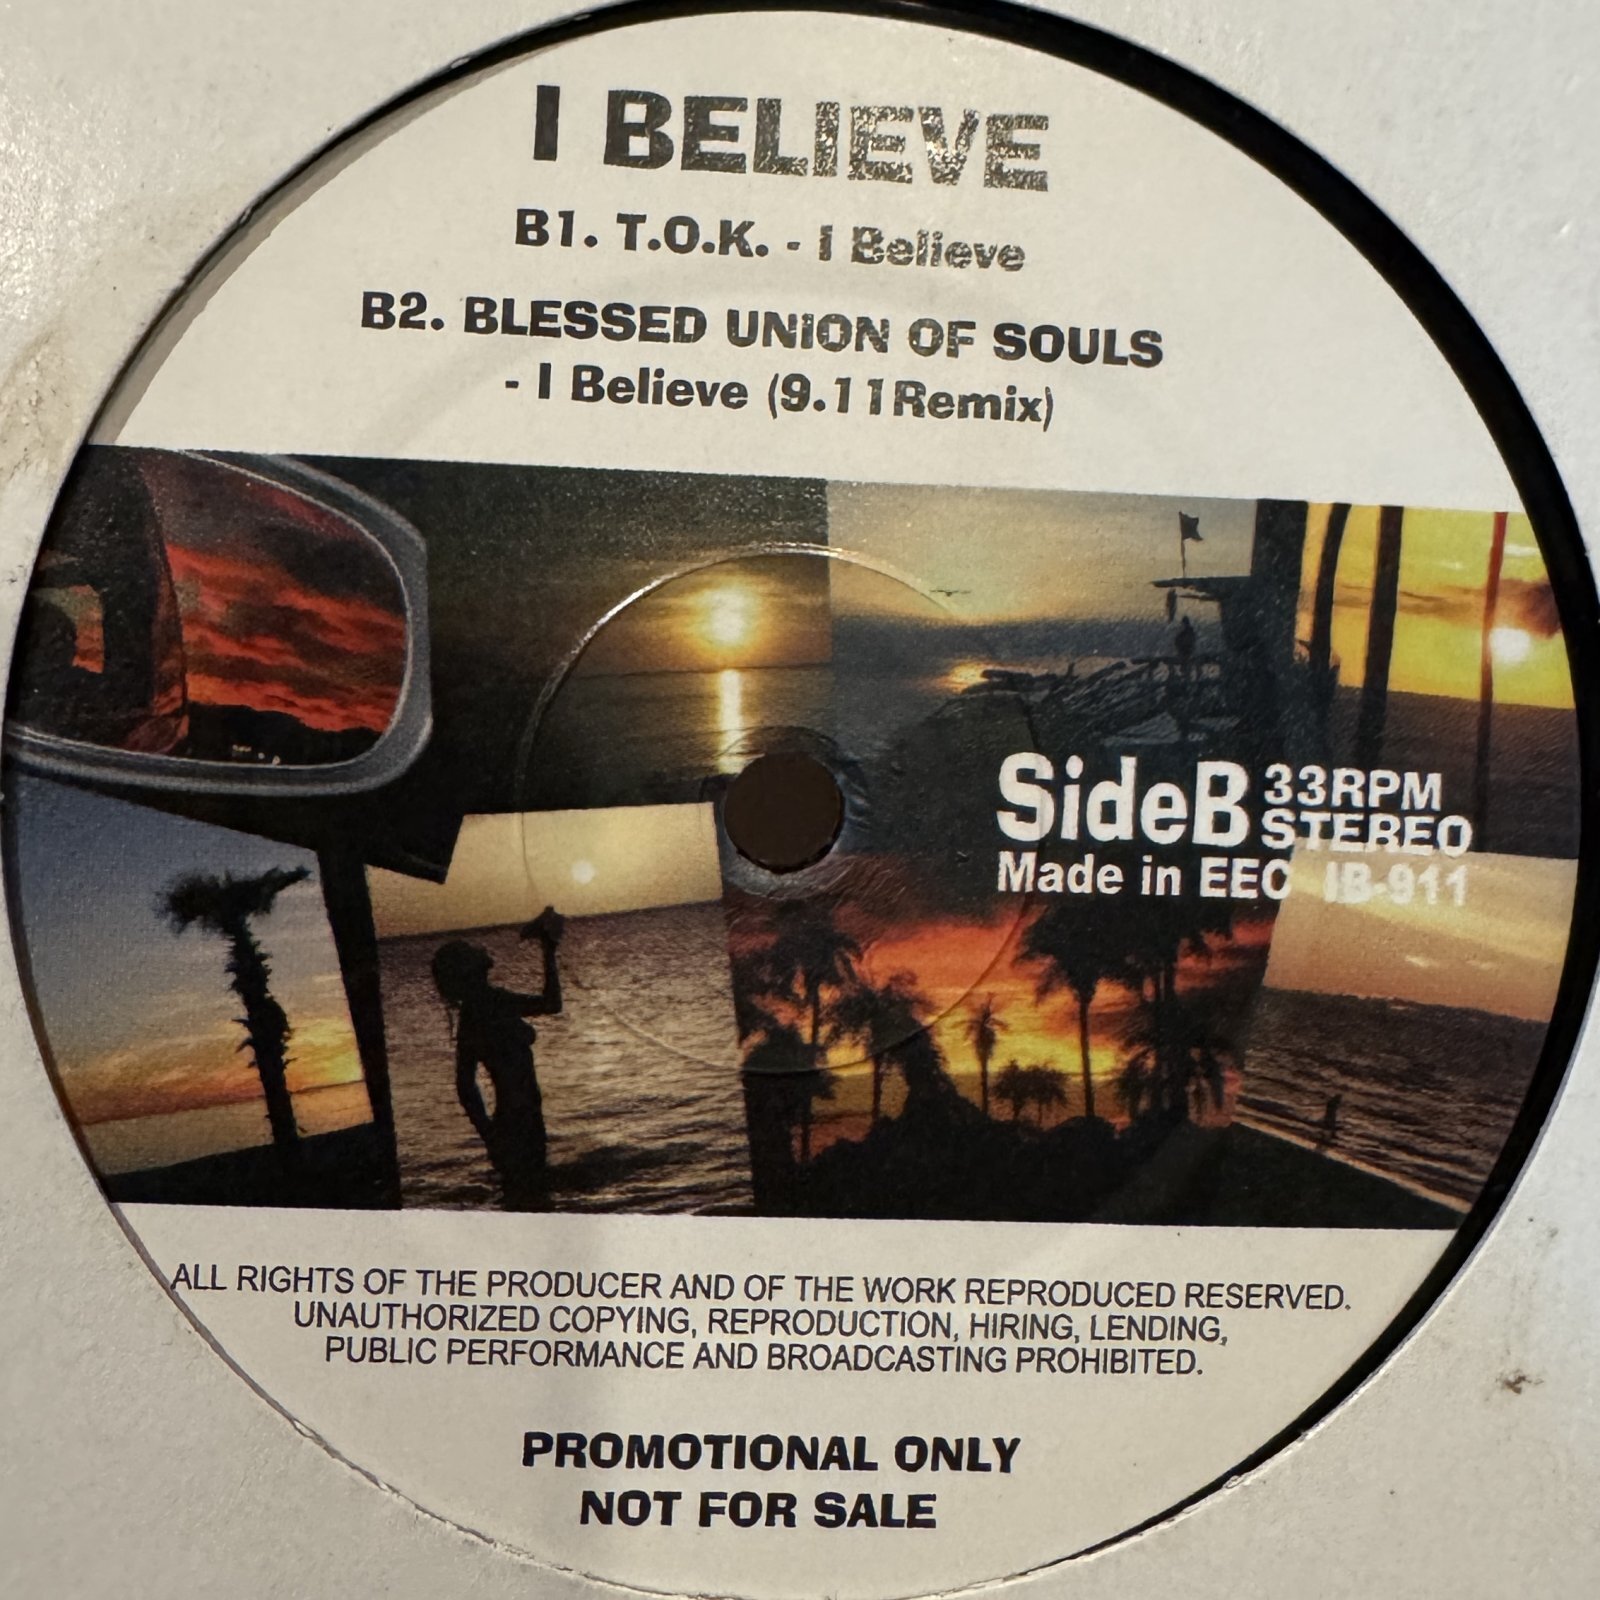 I BELIEVE
B1. T.O.K. - I Believe
B2. BLESSED UNION OF SOULS
- I Believe (9.11Remix)
SideB 33RPM
STEREO
Made in EEC IB-911
ALL RIGHTS OF THE PRODUCER AND OF THE WORK REPRODUCED RESERVED.
UNAUTHORIZED COPYING, REPRODUCTION, HIRING, LENDING,
PUBLIC PERFORMANCE AND BROADCASTING PROHIBITED.
PROMOTIONAL ONLY
NOT FOR SALE